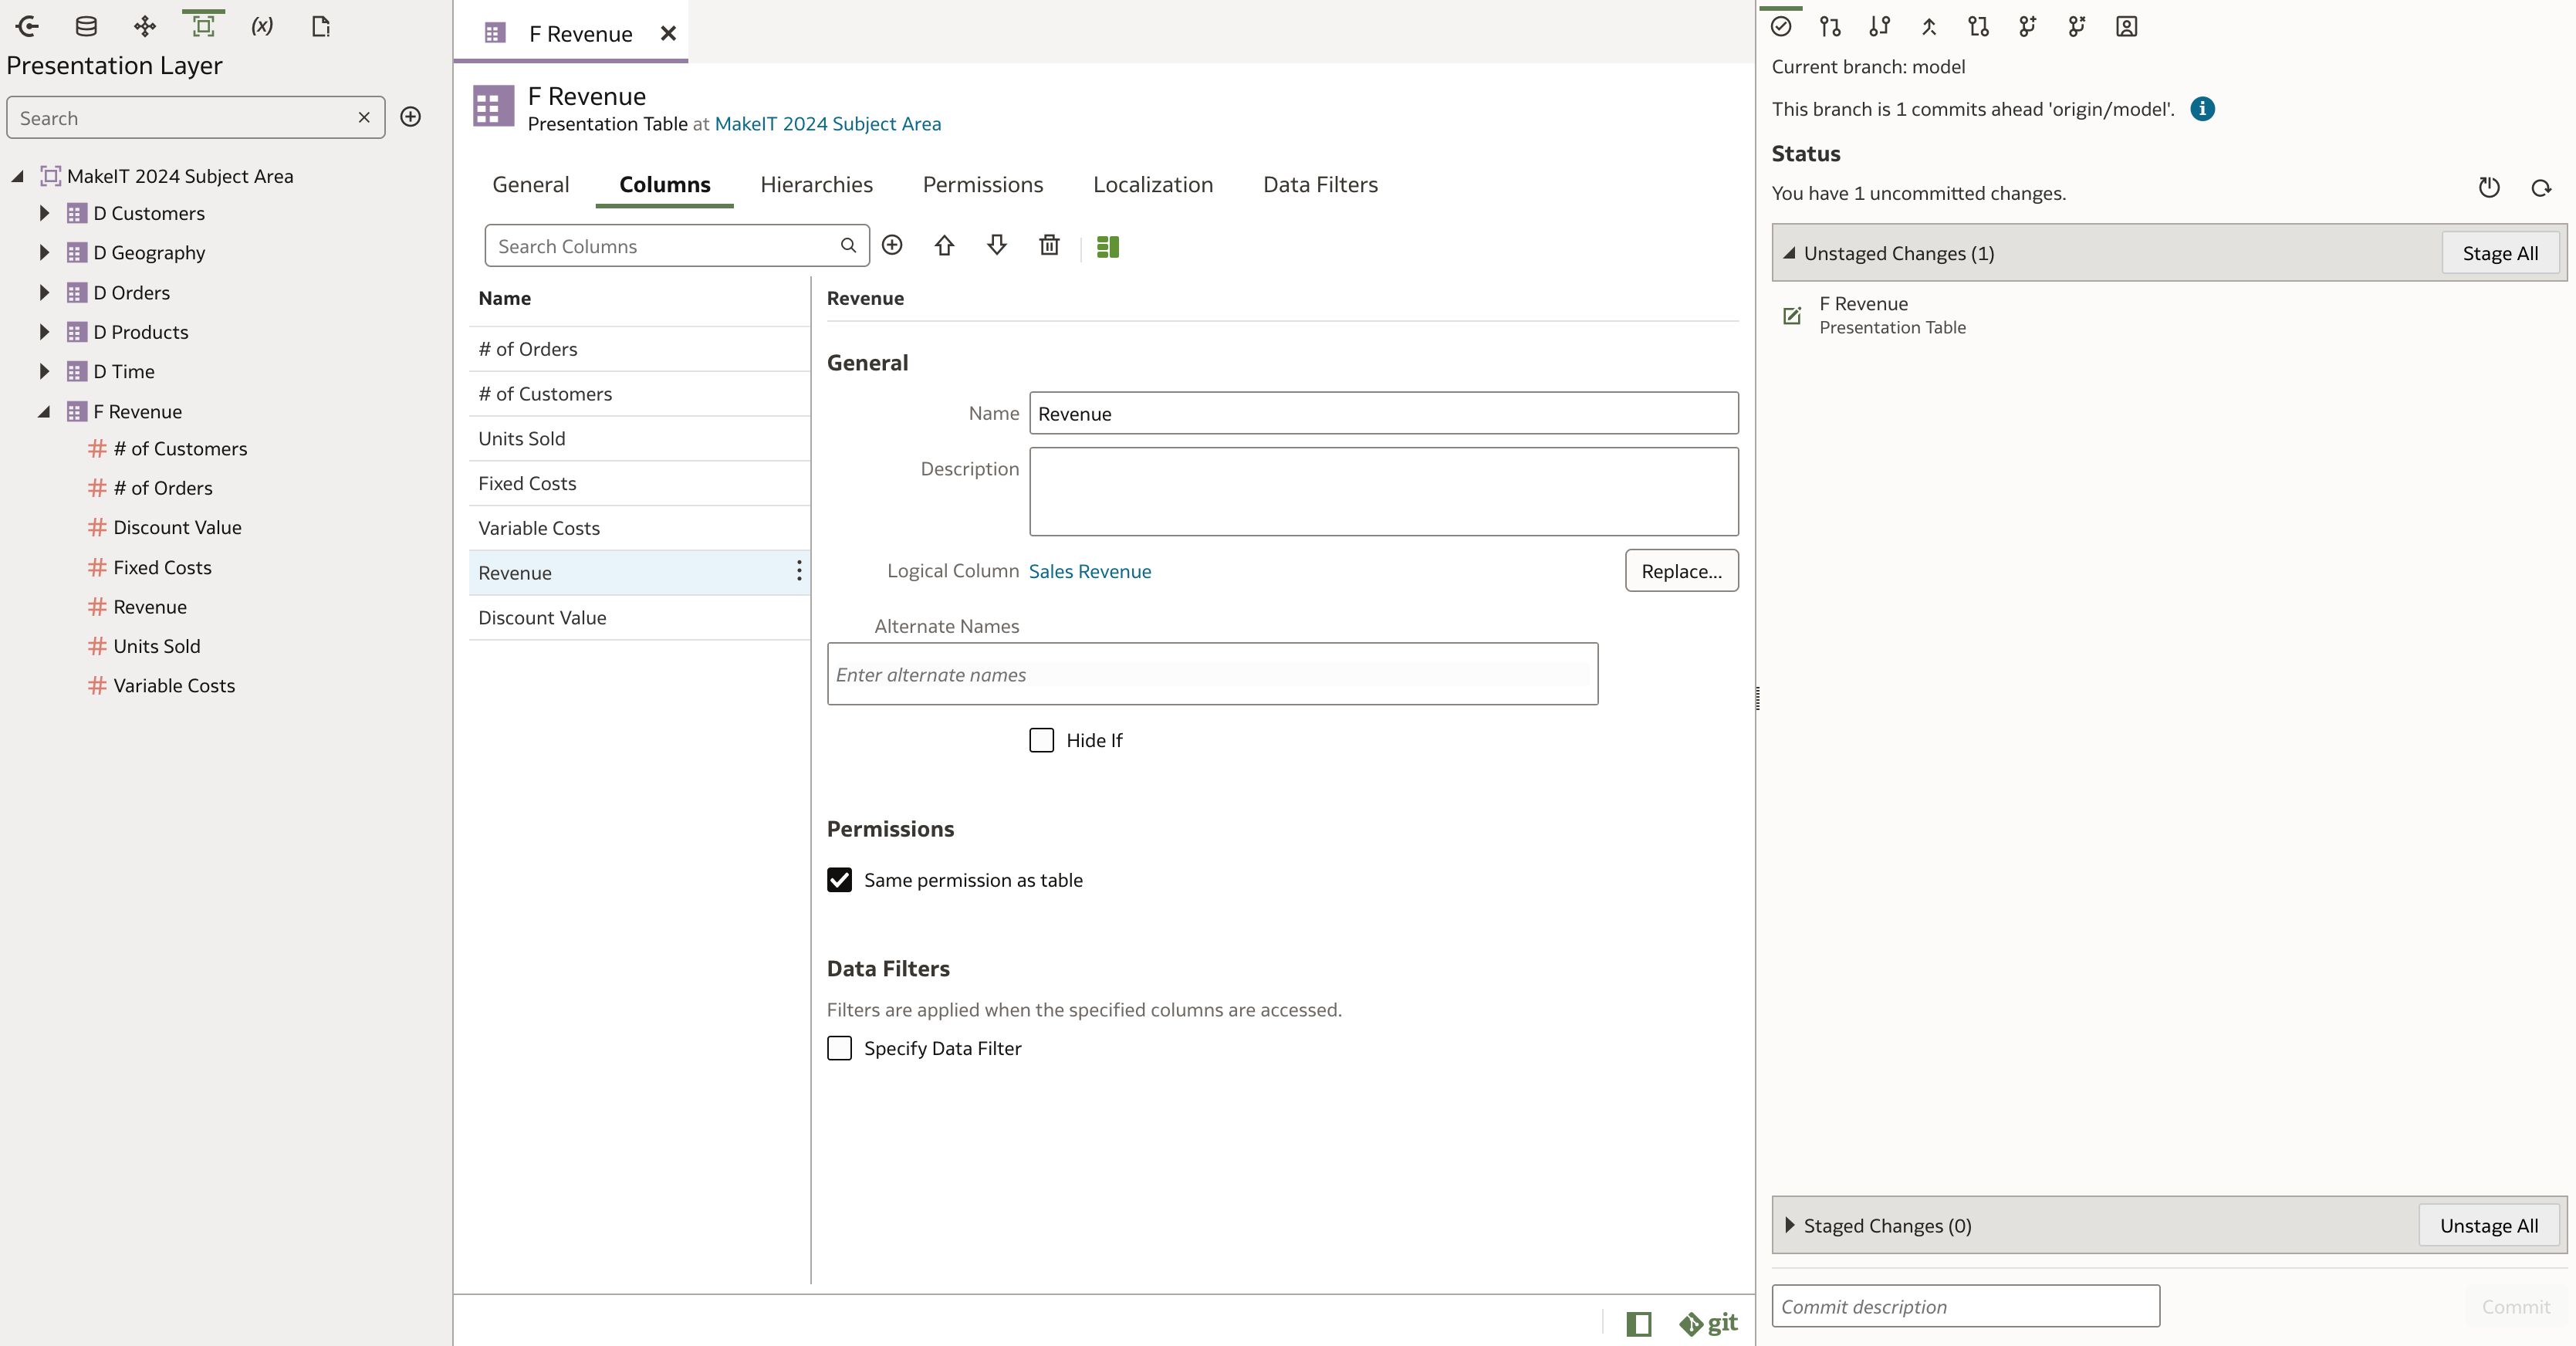 (x)
Presentation Layer
Search
MakeIT 2024 Subject Area
D Customers
D Geography
D Orders
D Products
D Time
F Revenue
# of Customers
# of Orders
Discount Value
Fixed Costs
Revenue
Units Sold
Variable Costs
F Revenue
F Revenue
Presentation Table at MakeIT 2024 Subject Area
General Columns Hierarchies Permissions Localization Data Filters
Search Columns
Name
# of Orders
# of Customers
Units Sold
Fixed Costs
Variable Costs
Revenue
Discount Value
Revenue
General
Name Revenue
Description
Logical Column Sales Revenue Replace...
Alternate Names
Enter alternate names
Hide If
Permissions
Same permission as table
Data Filters
Filters are applied when the specified columns are accessed.
Specify Data Filter
git
Current branch: model
This branch is 1 commits ahead 'origin/model'.
Status
You have 1 uncommitted changes.
Unstaged Changes (1) Stage All
F Revenue
Presentation Table
Staged Changes (0) Unstage All
Commit description Commit